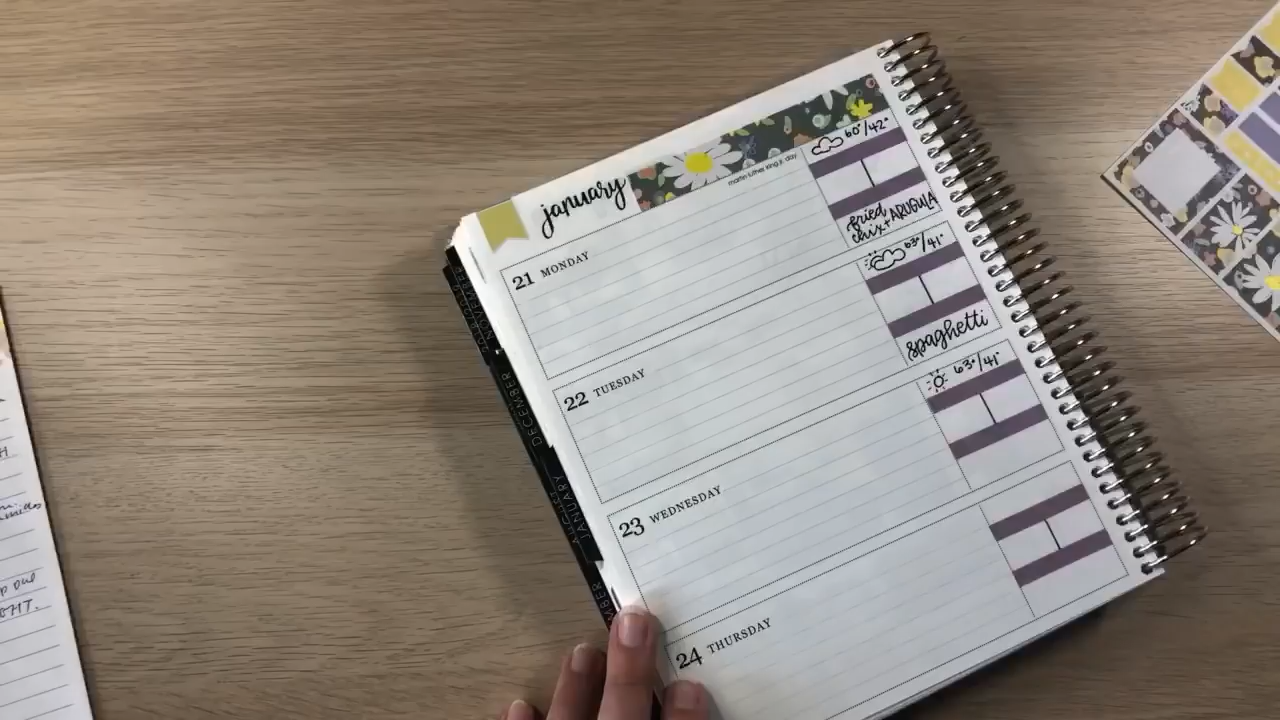 january
martin luther king jr. day
60°/42°
21 MONDAY
fried
chix + ARUGULA
63°/41°
22 TUESDAY
spaghetti
63°/41°
23 WEDNESDAY
24 THURSDAY
NOVEMBER
DECEMBER
JANUARY